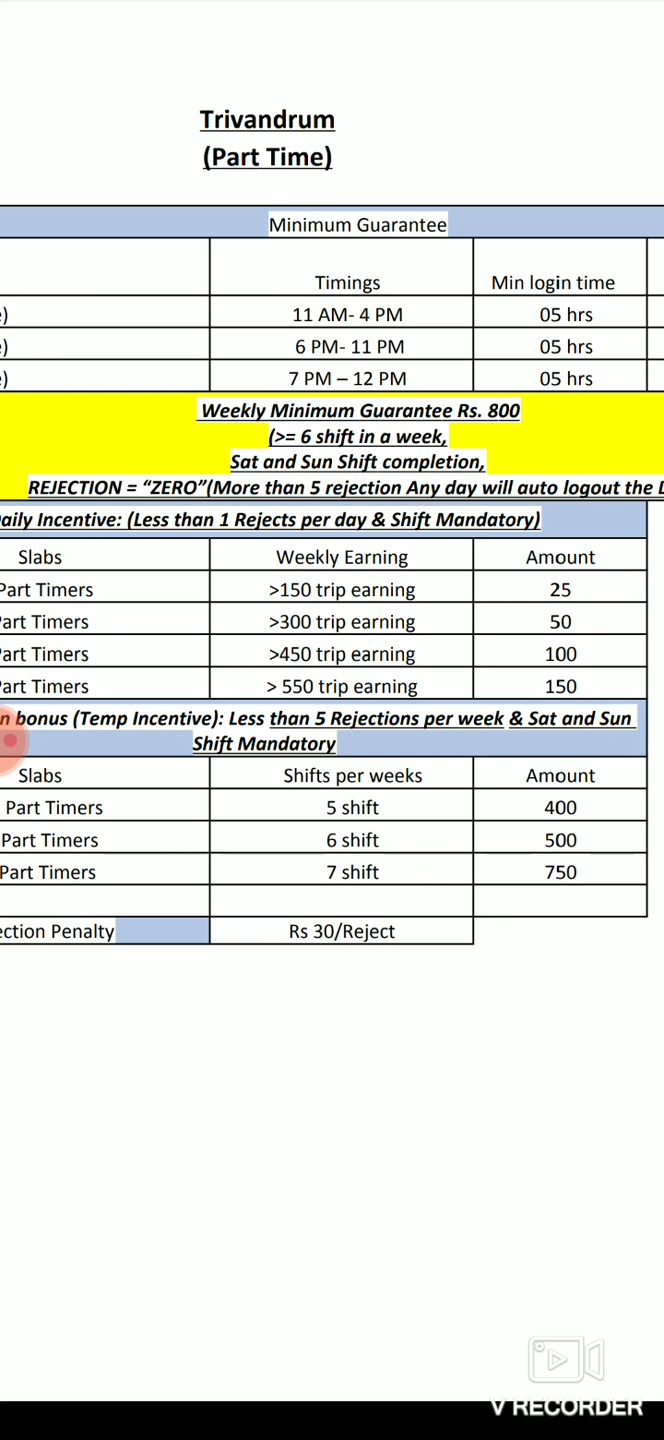 Trivandrum
(Part Time)
Minimum Guarantee
Timings Min login time
) 11 AM- 4 PM 05 hrs
) 6 PM- 11 PM 05 hrs
) 7 PM – 12 PM 05 hrs
Weekly Minimum Guarantee Rs. 800
(>= 6 shift in a week,
Sat and Sun Shift completion,
REJECTION = “ZERO”(More than 5 rejection Any day will auto logout the
aily Incentive: (Less than 1 Rejects per day & Shift Mandatory)
Slabs Weekly Earning Amount
Part Timers >150 trip earning 25
art Timers >300 trip earning 50
art Timers >450 trip earning 100
art Timers > 550 trip earning 150
n bonus (Temp Incentive): Less than 5 Rejections per week & Sat and Sun
Shift Mandatory
Slabs Shifts per weeks Amount
Part Timers 5 shift 400
Part Timers 6 shift 500
Part Timers 7 shift 750
ection Penalty Rs 30/Reject
V RECORDER